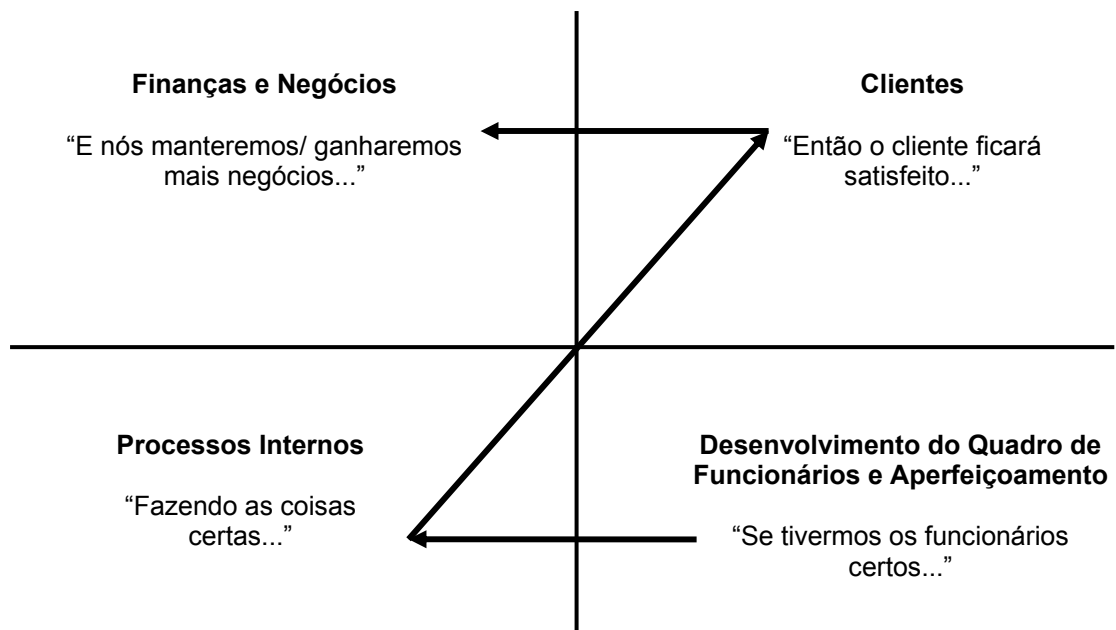 Finanças e Negócios
“E nós manteremos/ ganharemos
mais negócios...”
Clientes
“Então o cliente ficará
satisfeito...”
Processos Internos
“Fazendo as coisas
certas...”
Desenvolvimento do Quadro de
Funcionários e Aperfeiçoamento
“Se tivermos os funcionários
certos...”